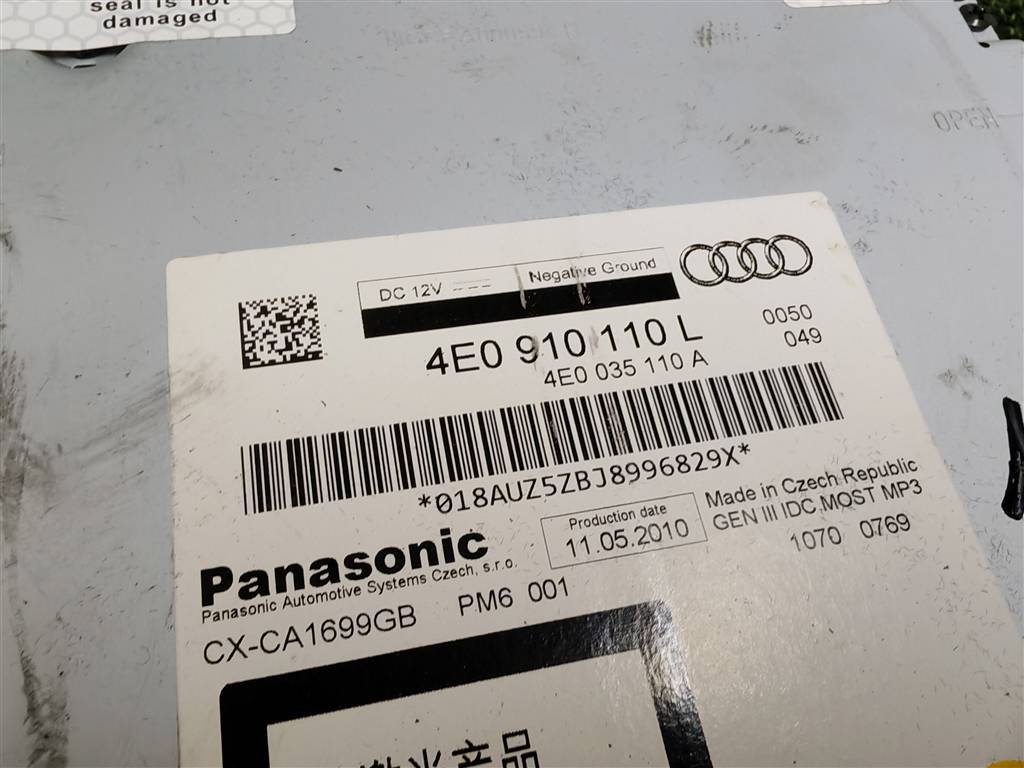 seal is not
damaged
OPEN
DC 12V
Negative Ground
4E0 910 110 L
4E0 035 110 A
0050
049
*018AUZ5ZBJ8996829X*
Panasonic
Panasonic Automotive Systems Czech, s.r.o.
Production date
11.05.2010
Made in Czech Republic
GEN III IDC MOST MP3
1070 0769
CX-CA1699GB PM6 001
产品